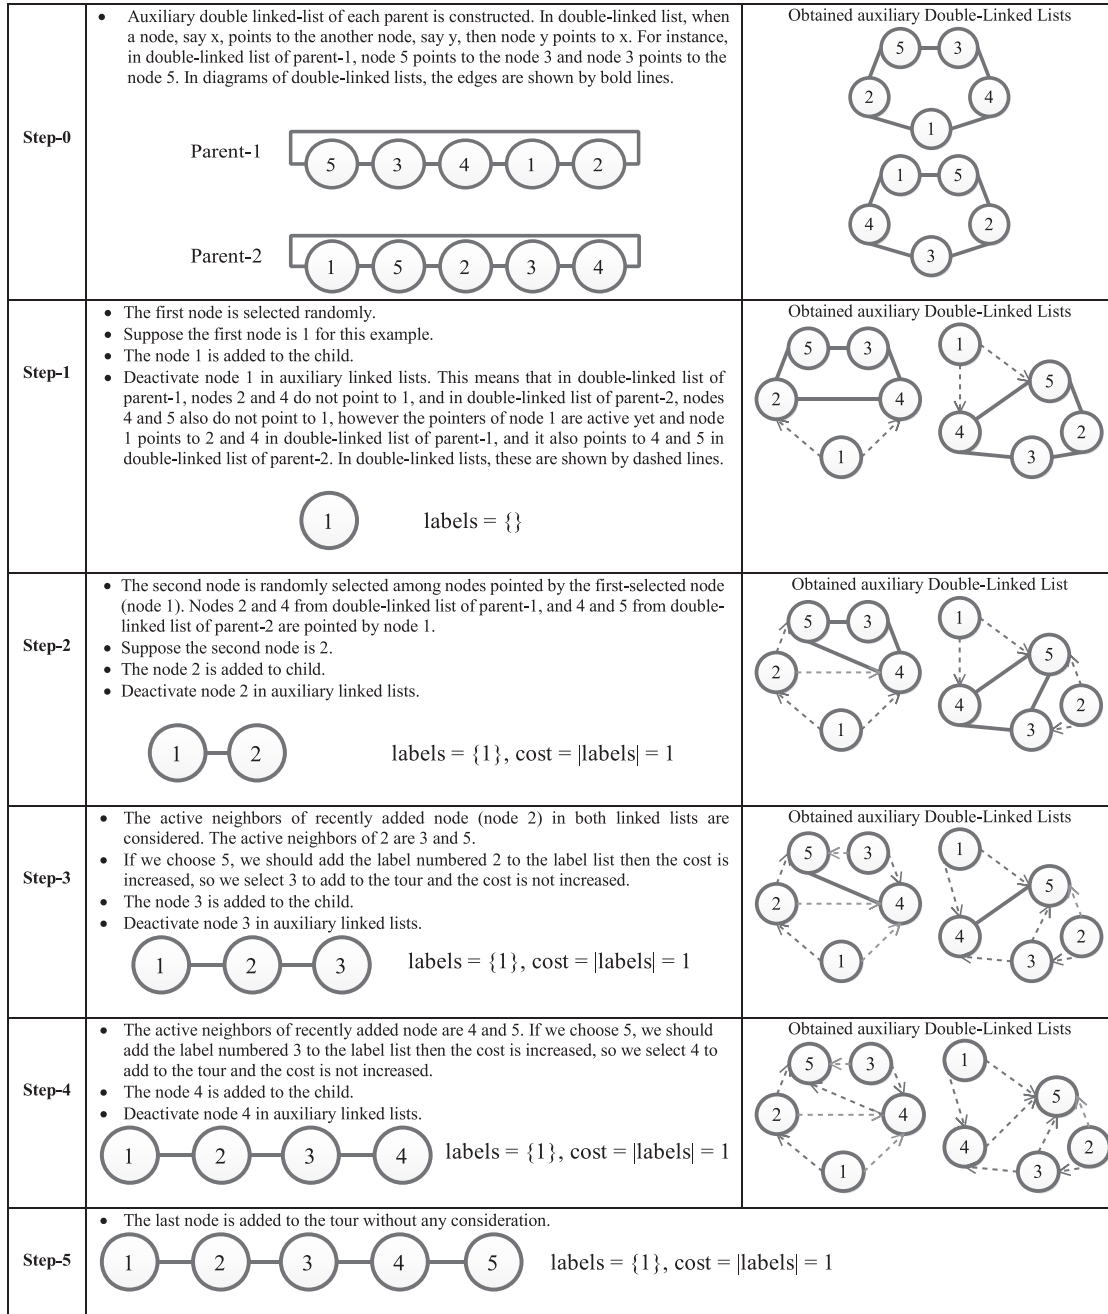 Step-0
• Auxiliary double linked-list of each parent is constructed. In double-linked list, when
a node, say x, points to the another node, say y, then node y points to x. For instance,
in double-linked list of parent-1, node 5 points to the node 3 and node 3 points to the
node 5. In diagrams of double-linked lists, the edges are shown by bold lines.
Parent-1
5 3 4 1 2
Parent-2
1 5 2 3 4
Obtained auxiliary Double-Linked Lists
5 3
2 4
1
1 5
4 2
3
Step-1
• The first node is selected randomly.
• Suppose the first node is 1 for this example.
• The node 1 is added to the child.
• Deactivate node 1 in auxiliary linked lists. This means that in double-linked list of
parent-1, nodes 2 and 4 do not point to 1, and in double-linked list of parent-2, nodes
4 and 5 also do not point to 1, however the pointers of node 1 are active yet and node
1 points to 2 and 4 in double-linked list of parent-1, and it also points to 4 and 5 in
double-linked list of parent-2. In double-linked lists, these are shown by dashed lines.
1 labels = {}
Obtained auxiliary Double-Linked Lists
5 3 1
5
2 4 4 2
1 3
Step-2
• The second node is randomly selected among nodes pointed by the first-selected node
(node 1). Nodes 2 and 4 from double-linked list of parent-1, and 4 and 5 from double-
linked list of parent-2 are pointed by node 1.
• Suppose the second node is 2.
• The node 2 is added to child.
• Deactivate node 2 in auxiliary linked lists.
1 2 labels = {1}, cost = |labels| = 1
Obtained auxiliary Double-Linked List
5 3 1
5
2 4 4 2
1 3
Step-3
• The active neighbors of recently added node (node 2) in both linked lists are
considered. The active neighbors of 2 are 3 and 5.
• If we choose 5, we should add the label numbered 2 to the label list then the cost is
increased, so we select 3 to add to the tour and the cost is not increased.
• The node 3 is added to the child.
• Deactivate node 3 in auxiliary linked lists.
1 2 3 labels = {1}, cost = |labels| = 1
Obtained auxiliary Double-Linked Lists
5 3 1
5
2 4 4 2
1 3
Step-4
• The active neighbors of recently added node are 4 and 5. If we choose 5, we should
add the label numbered 3 to the label list then the cost is increased, so we select 4 to
add to the tour and the cost is not increased.
• The node 4 is added to the child.
• Deactivate node 4 in auxiliary linked lists.
1 2 3 4 labels = {1}, cost = |labels| = 1
Obtained auxiliary Double-Linked Lists
5 3 1
5
2 4 4 2
1 3
Step-5
• The last node is added to the tour without any consideration.
1 2 3 4 5 labels = {1}, cost = |labels| = 1